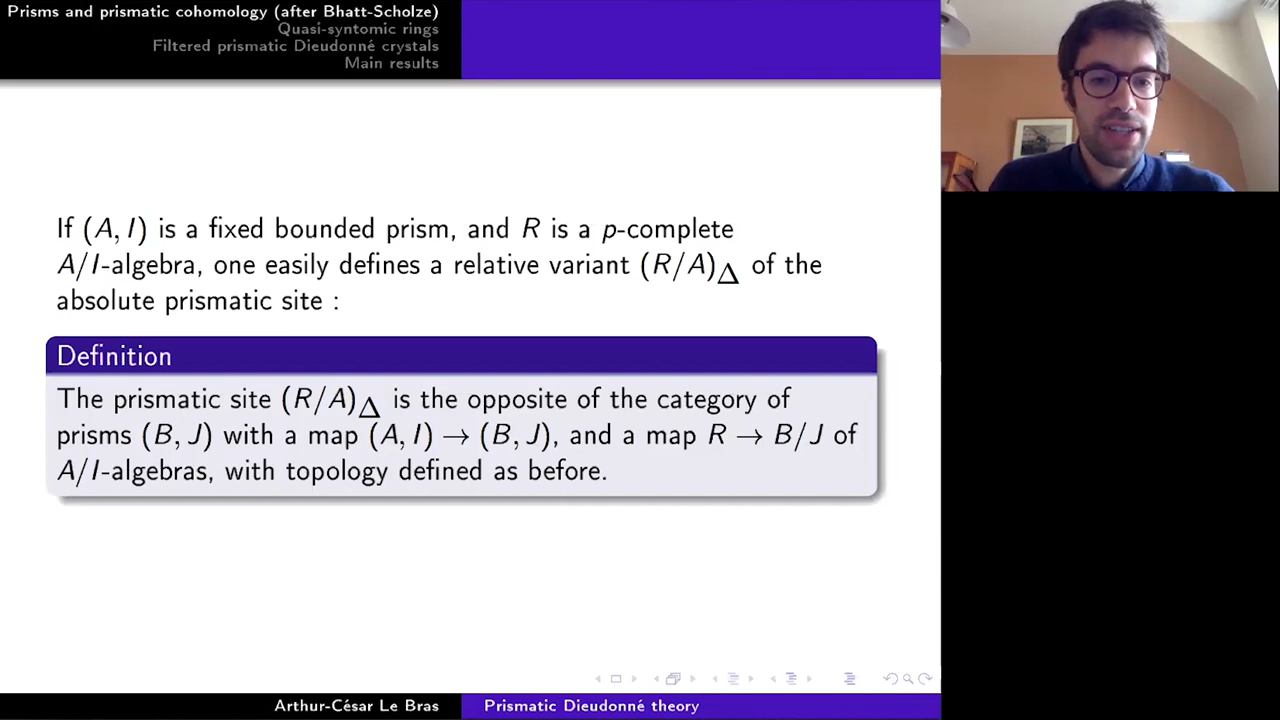 Prisms and prismatic cohomology (after Bhatt-Scholze)
Quasi-syntomic rings
Filtered prismatic Dieudonné crystals
Main results
If (A, I) is a fixed bounded prism, and R is a p-complete
A/I-algebra, one easily defines a relative variant (R/A)_Δ of the
absolute prismatic site :
Definition
The prismatic site (R/A)_Δ is the opposite of the category of
prisms (B, J) with a map (A, I) → (B, J), and a map R → B/J of
A/I-algebras, with topology defined as before.
Arthur-César Le Bras
Prismatic Dieudonné theory